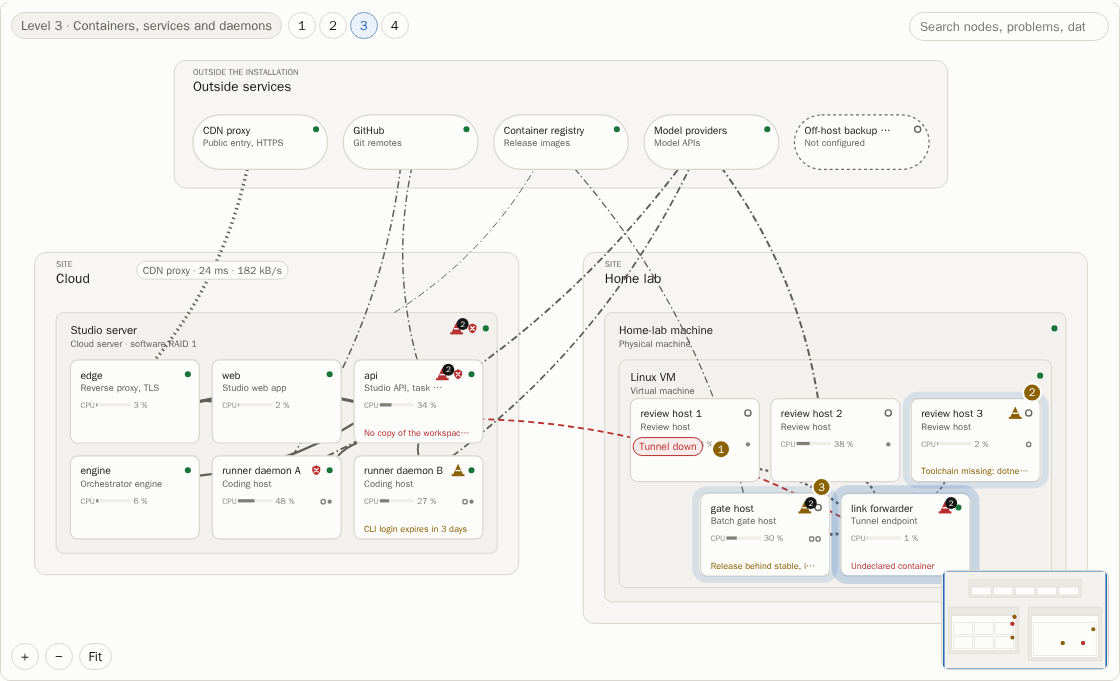 Level 3 · Containers, services and daemons
1
2
3
4
Search nodes, problems, dat
OUTSIDE THE INSTALLATION
Outside services
CDN proxy
Public entry, HTTPS
GitHub
Git remotes
Container registry
Release images
Model providers
Model APIs
Off-host backup ···
Not configured
SITE
Cloud
CDN proxy · 24 ms · 182 kB/s
Studio server
Cloud server · software RAID 1
2
edge
Reverse proxy, TLS
CPU 3 %
web
Studio web app
CPU 2 %
api
Studio API, task ···
2
CPU 34 %
No copy of the workspac···
engine
Orchestrator engine
CPU 6 %
runner daemon A
Coding host
CPU 48 %
runner daemon B
Coding host
CPU 27 %
CLI login expires in 3 days
SITE
Home lab
Home-lab machine
Physical machine
Linux VM
Virtual machine
review host 1
Review host
Tunnel down
%
1
review host 2
Review host
CPU 38 %
2
review host 3
Review host
CPU 2 %
Toolchain missing: dotne···
3
gate host
Batch gate host
2
CPU 30 %
Release behind stable, i···
link forwarder
Tunnel endpoint
2
CPU 1 %
Undeclared container
+
−
Fit